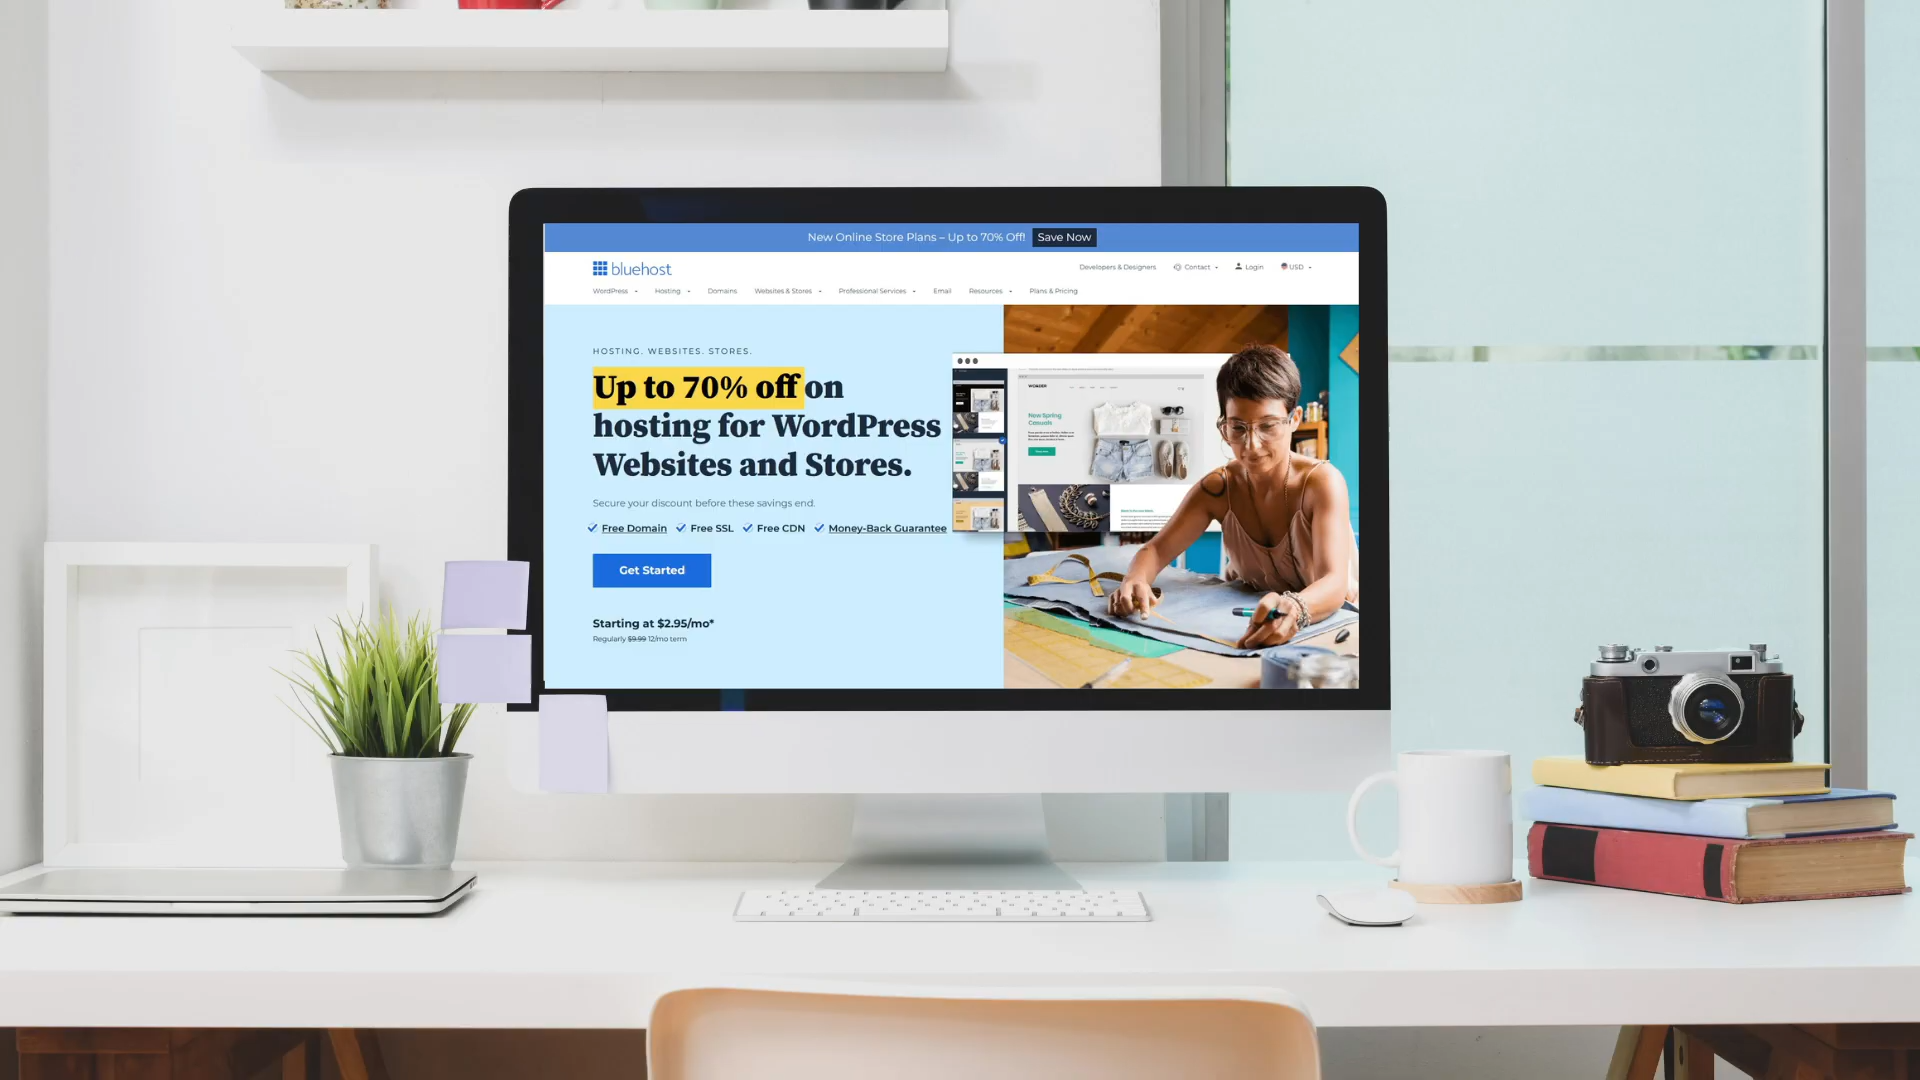 New Online Store Plans – Up to 70% Off! Save Now
bluehost
Developers & Designers Contact Login USD
WordPress Hosting Domains Websites & Stores Professional Services Email Resources Plans & Pricing
HOSTING. WEBSITES. STORES.
Up to 70% off on
hosting for WordPress
Websites and Stores.
Secure your discount before these savings end.
Free Domain Free SSL Free CDN Money-Back Guarantee
Get Started
Starting at $2.95/mo*
Regularly $9.99 12/mo term
WONDER
New Spring
Casuals